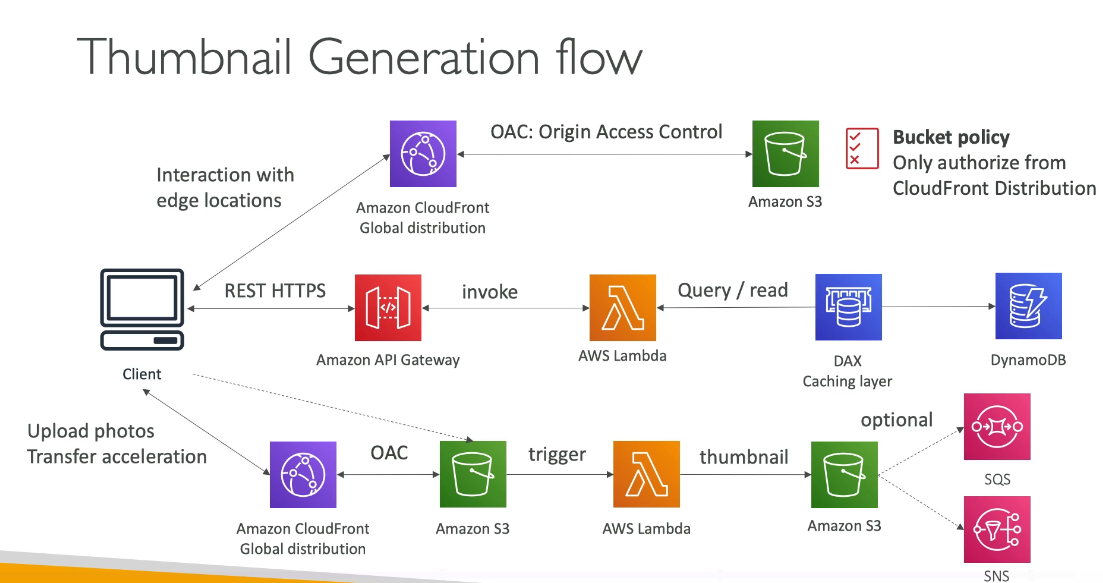 Thumbnail Generation flow
OAC: Origin Access Control
Bucket policy
Only authorize from
CloudFront Distribution
Interaction with
edge locations
Amazon CloudFront
Global distribution
Amazon S3
REST HTTPS
invoke
Query / read
</>
Client
Amazon API Gateway
AWS Lambda
DAX
Caching layer
DynamoDB
Upload photos
Transfer acceleration
OAC
trigger
thumbnail
optional
Amazon CloudFront
Global distribution
Amazon S3
AWS Lambda
Amazon S3
SQS
SNS